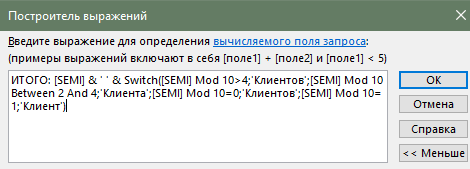 Построитель выражений
Введите выражение для определения вычисляемого поля запроса:
(примеры выражений включают в себя [поле1] + [поле2] и [поле1] < 5)
ИТОГО: [SEMI] & ' ' & Switch([SEMI] Mod 10>4;'Клиентов';[SEMI] Mod 10
Between 2 And 4;'Клиента';[SEMI] Mod 10=0;'Клиентов';[SEMI] Mod 10=
1;'Клиент')
ОК
Отмена
Справка
<< Меньше